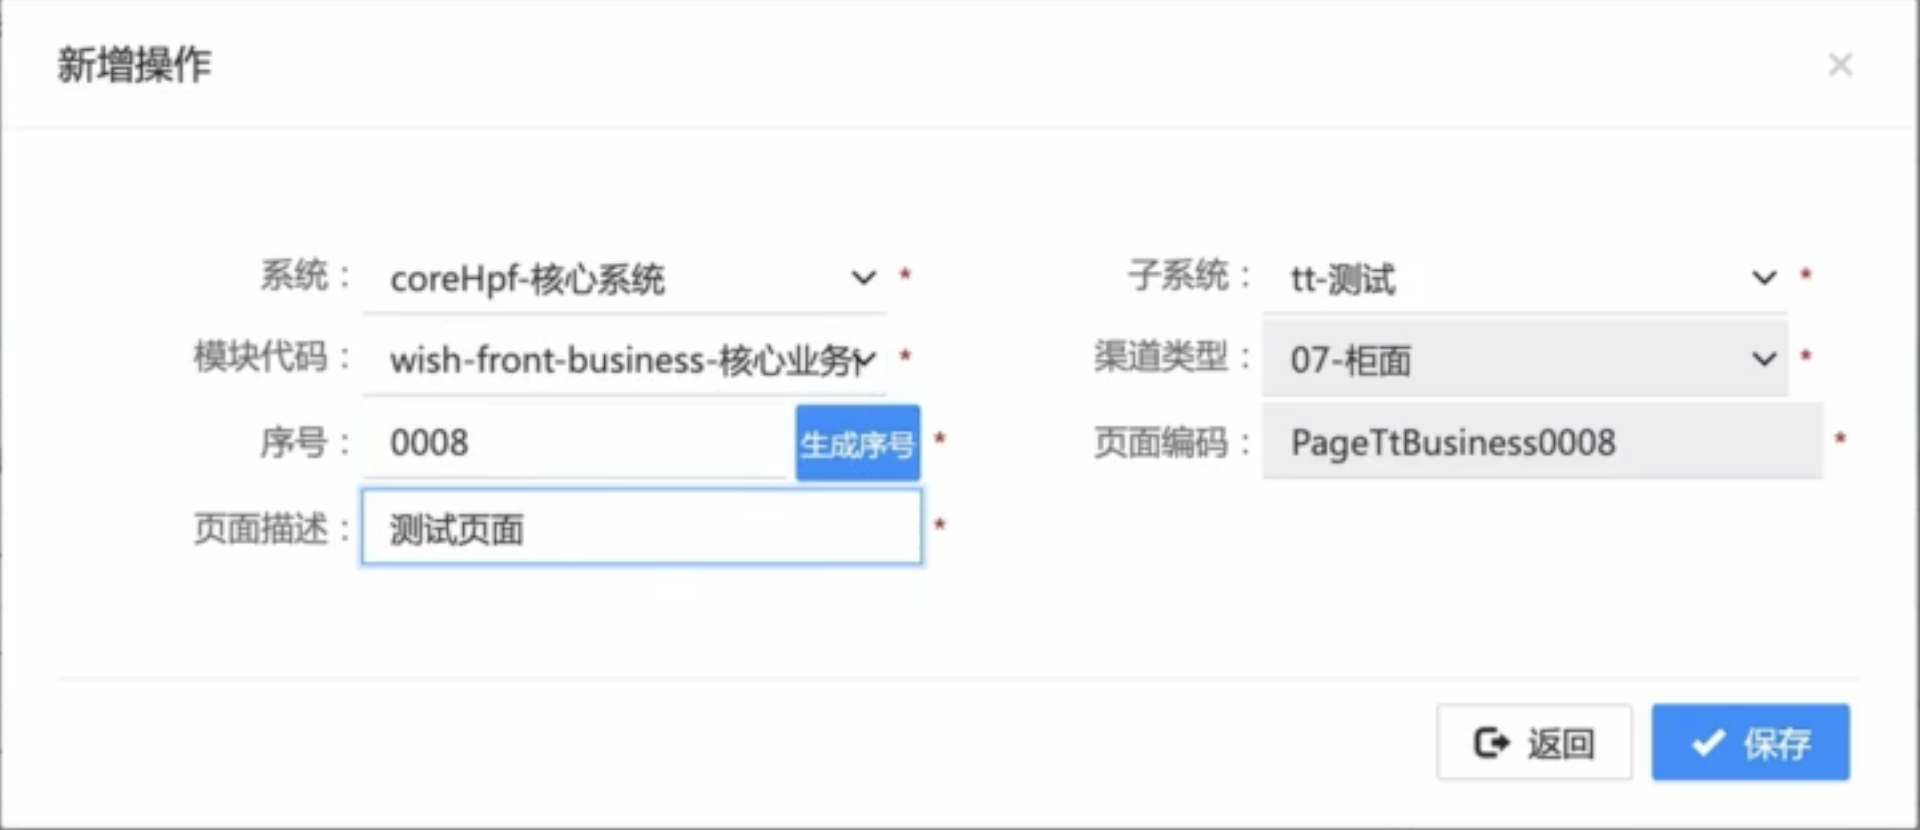 新增操作
系统： coreHpf-核心系统 * 子系统： tt-测试 *
模块代码： wish-front-business-核心业务 * 渠道类型： 07-柜面 *
序号： 0008 生成序号 * 页面编码： PageTtBusiness0008 *
页面描述： 测试页面 *
返回 保存